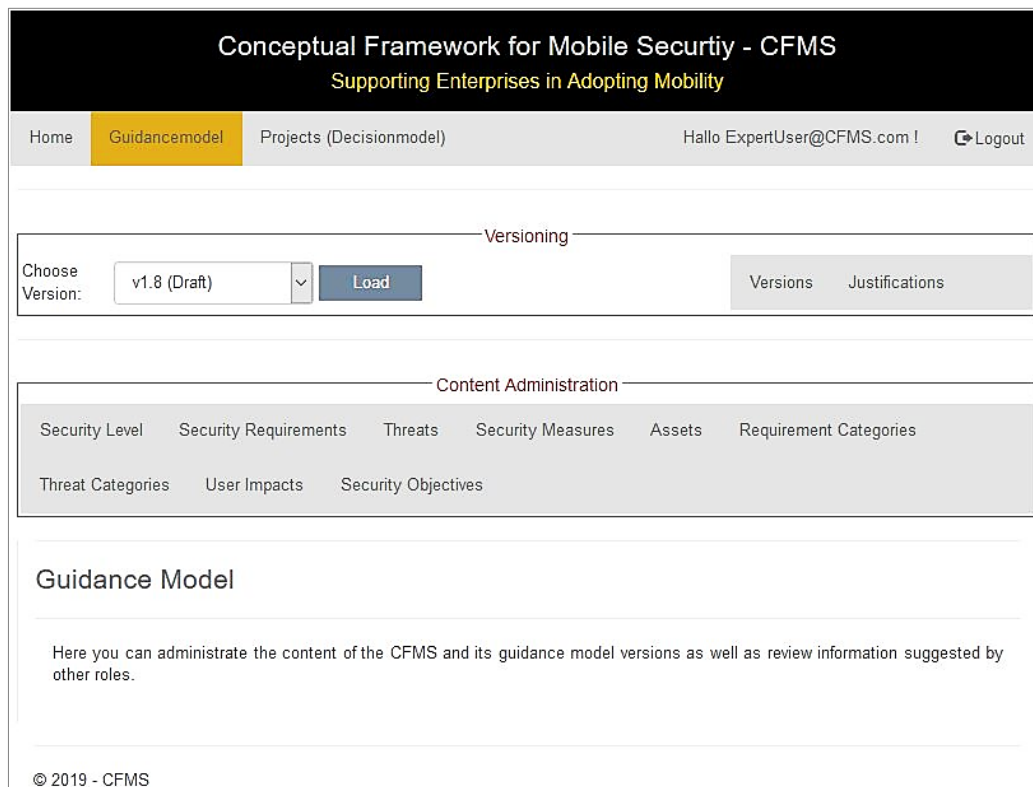 Conceptual Framework for Mobile Securtiy - CFMS
Supporting Enterprises in Adopting Mobility
Home Guidancemodel Projects (Decisionmodel) Hallo ExpertUser@CFMS.com ! Logout
Versioning
Choose
Version:
v1.8 (Draft) Load Versions Justifications
Content Administration
Security Level Security Requirements Threats Security Measures Assets Requirement Categories
Threat Categories User Impacts Security Objectives
Guidance Model
Here you can administrate the content of the CFMS and its guidance model versions as well as review information suggested by
other roles.
© 2019 - CFMS